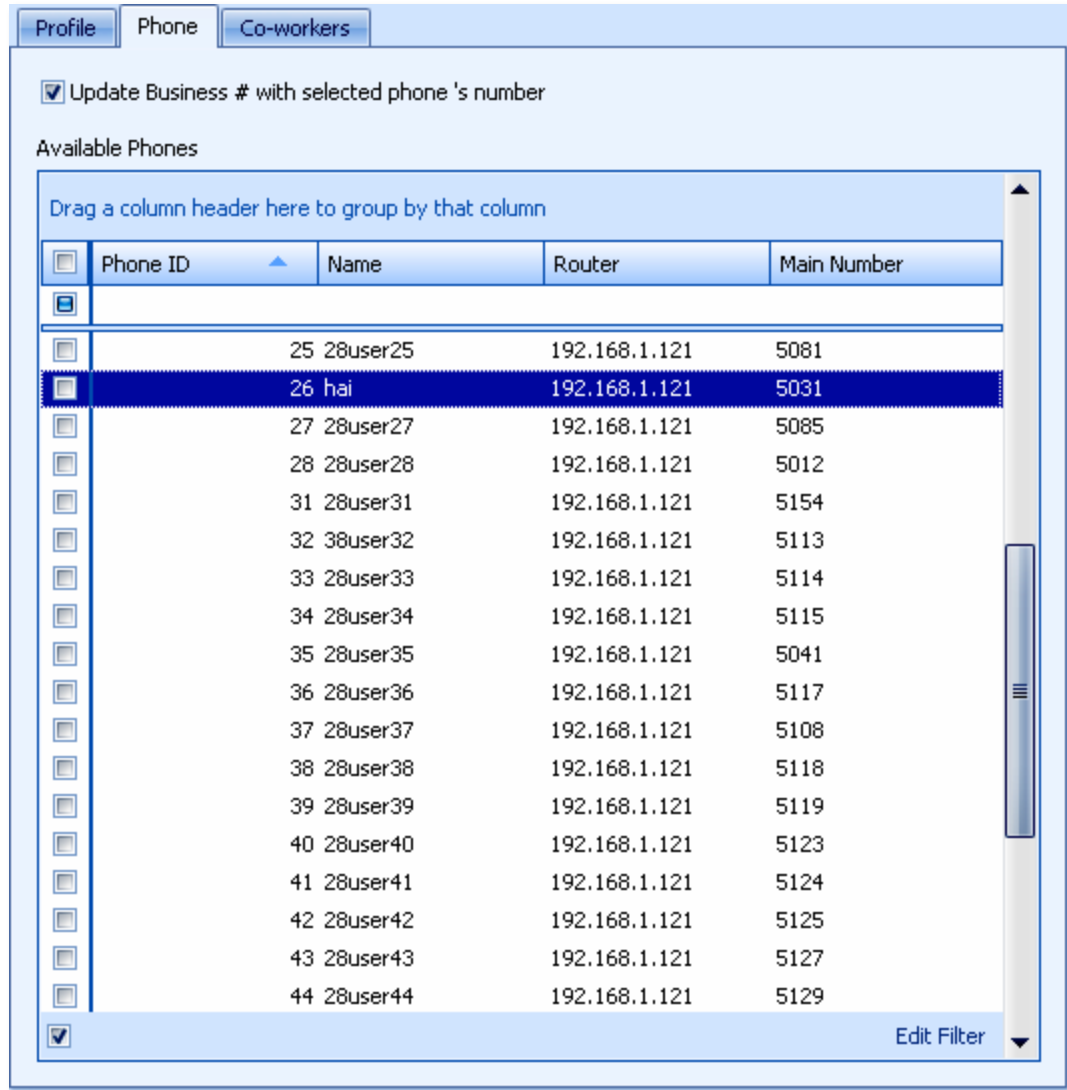 Profile Phone Co-workers
Update Business # with selected phone 's number
Available Phones
Drag a column header here to group by that column
Phone ID Name Router Main Number
25 28user25 192.168.1.121 5081
26 hai 192.168.1.121 5031
27 28user27 192.168.1.121 5085
28 28user28 192.168.1.121 5012
31 28user31 192.168.1.121 5154
32 38user32 192.168.1.121 5113
33 28user33 192.168.1.121 5114
34 28user34 192.168.1.121 5115
35 28user35 192.168.1.121 5041
36 28user36 192.168.1.121 5117
37 28user37 192.168.1.121 5108
38 28user38 192.168.1.121 5118
39 28user39 192.168.1.121 5119
40 28user40 192.168.1.121 5123
41 28user41 192.168.1.121 5124
42 28user42 192.168.1.121 5125
43 28user43 192.168.1.121 5127
44 28user44 192.168.1.121 5129
Edit Filter